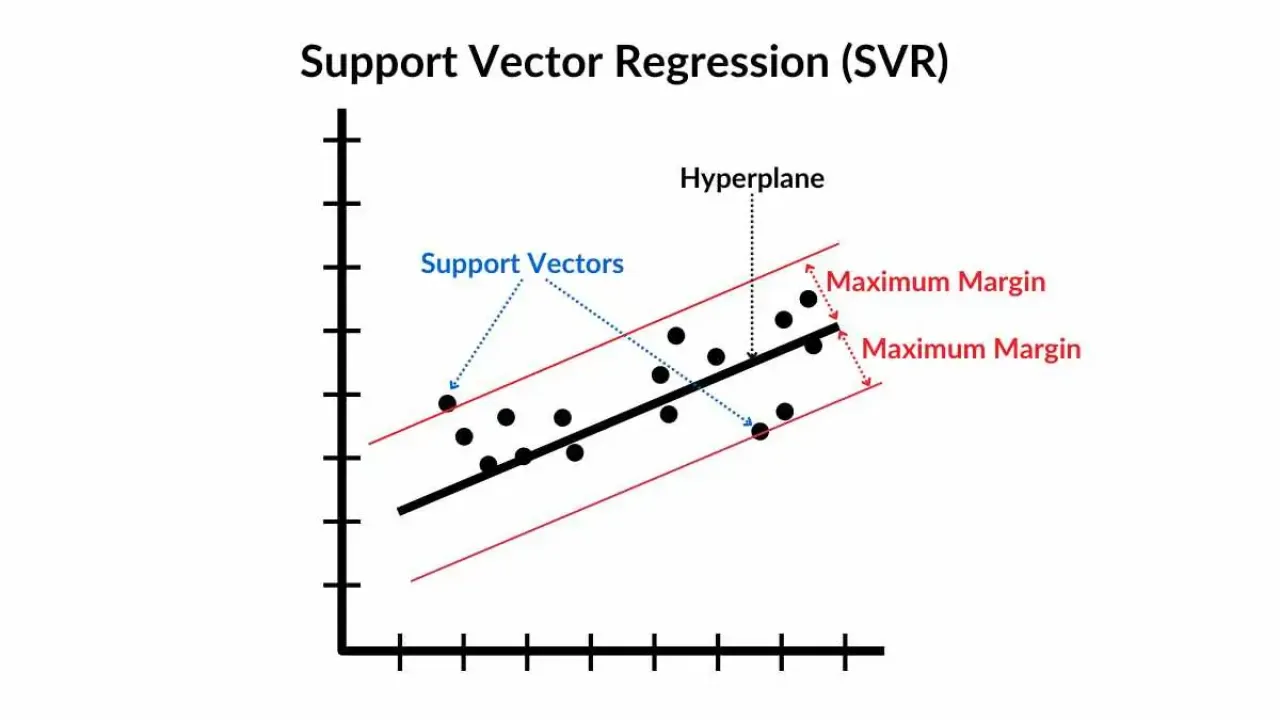 Support Vector Regression (SVR)
Hyperplane
Support Vectors
Maximum Margin
Maximum Margin